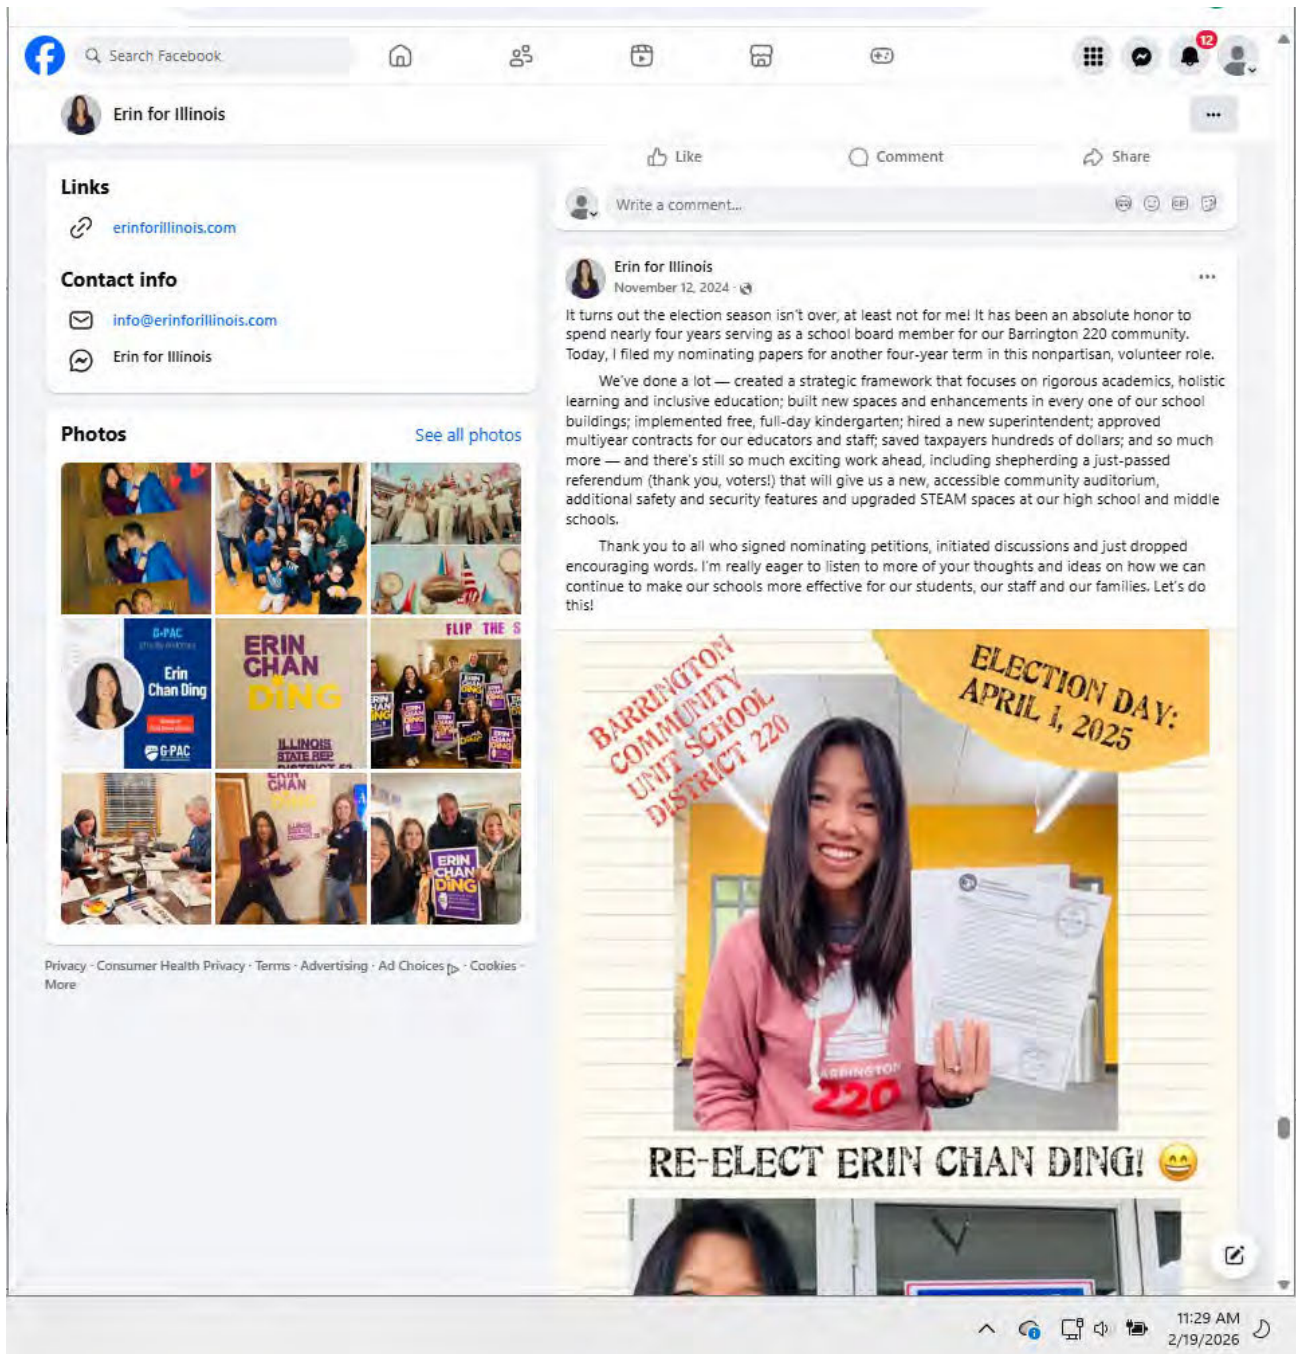 Search Facebook
12
Erin for Illinois
Like
Comment
Share
Write a comment...
GIF
Links
erinforillinois.com
Contact info
info@erinforillinois.com
Erin for Illinois
Photos
See all photos
G-PAC
Erin
Chan Ding
G-PAC
ERIN
CHAN
DING
ILLINOIS
STATE REP
FLIP THE S
ERIN
CHAN
DING
CHAN
ERIN
CHAN
DING
Privacy · Consumer Health Privacy · Terms · Advertising · Ad Choices · Cookies ·
More
Erin for Illinois
November 12, 2024 ·
It turns out the election season isn't over, at least not for me! It has been an absolute honor to
spend nearly four years serving as a school board member for our Barrington 220 community.
Today, I filed my nominating papers for another four-year term in this nonpartisan, volunteer role.
We've done a lot — created a strategic framework that focuses on rigorous academics, holistic
learning and inclusive education; built new spaces and enhancements in every one of our school
buildings; implemented free, full-day kindergarten; hired a new superintendent; approved
multiyear contracts for our educators and staff; saved taxpayers hundreds of dollars; and so much
more — and there's still so much exciting work ahead, including shepherding a just-passed
referendum (thank you, voters!) that will give us a new, accessible community auditorium,
additional safety and security features and upgraded STEAM spaces at our high school and middle
schools.
Thank you to all who signed nominating petitions, initiated discussions and just dropped
encouraging words. I'm really eager to listen to more of your thoughts and ideas on how we can
continue to make our schools more effective for our students, our staff and our families. Let's do
this!
BARRINGTON
COMMUNITY
UNIT SCHOOL
DISTRICT 220
ELECTION DAY:
APRIL 1, 2025
220
RE-ELECT ERIN CHAN DING!
11:29 AM
2/19/2026